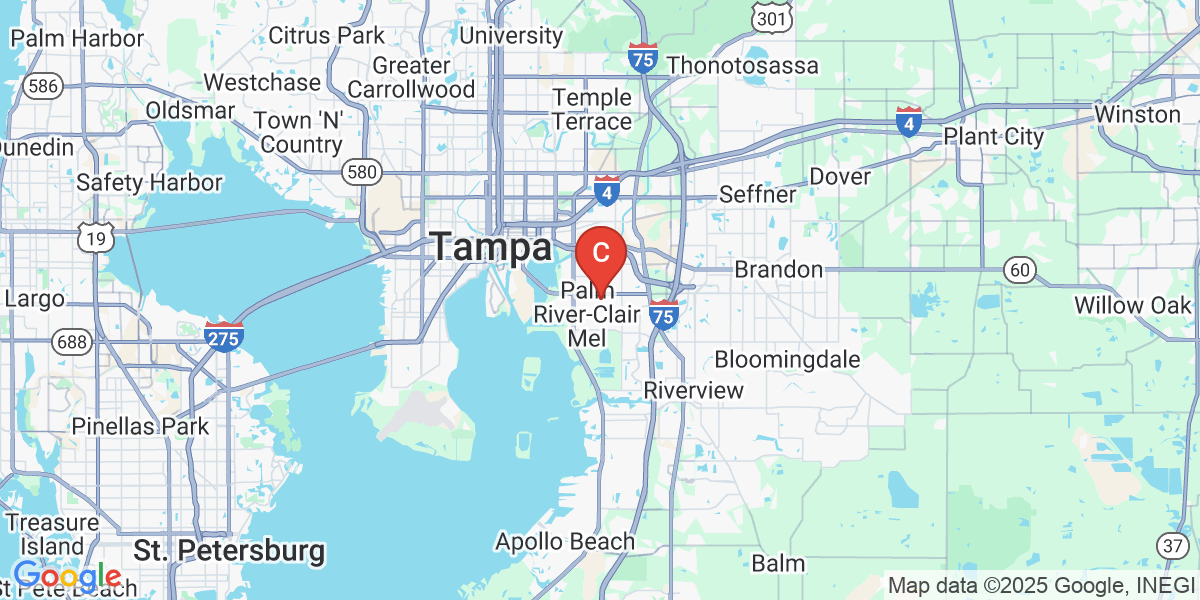 301
Palm Harbor
Citrus Park
University
75
Thonotosassa
Greater
Carrollwood
586
Westchase
Temple
Terrace
Oldsmar
Town 'N'
Country
4
Winston
Plant City
Dunedin
580
Safety Harbor
Dover
4
Seffner
19
Tampa
C
Brandon
60
Largo
Palm
River-Clair
Mel
75
Willow Oak
275
688
Bloomingdale
Riverview
Pinellas Park
Treasure
Island
St. Petersburg
Apollo Beach
Balm
37
Google
St Pete Beach
Map data ©2025 Google, INEGI